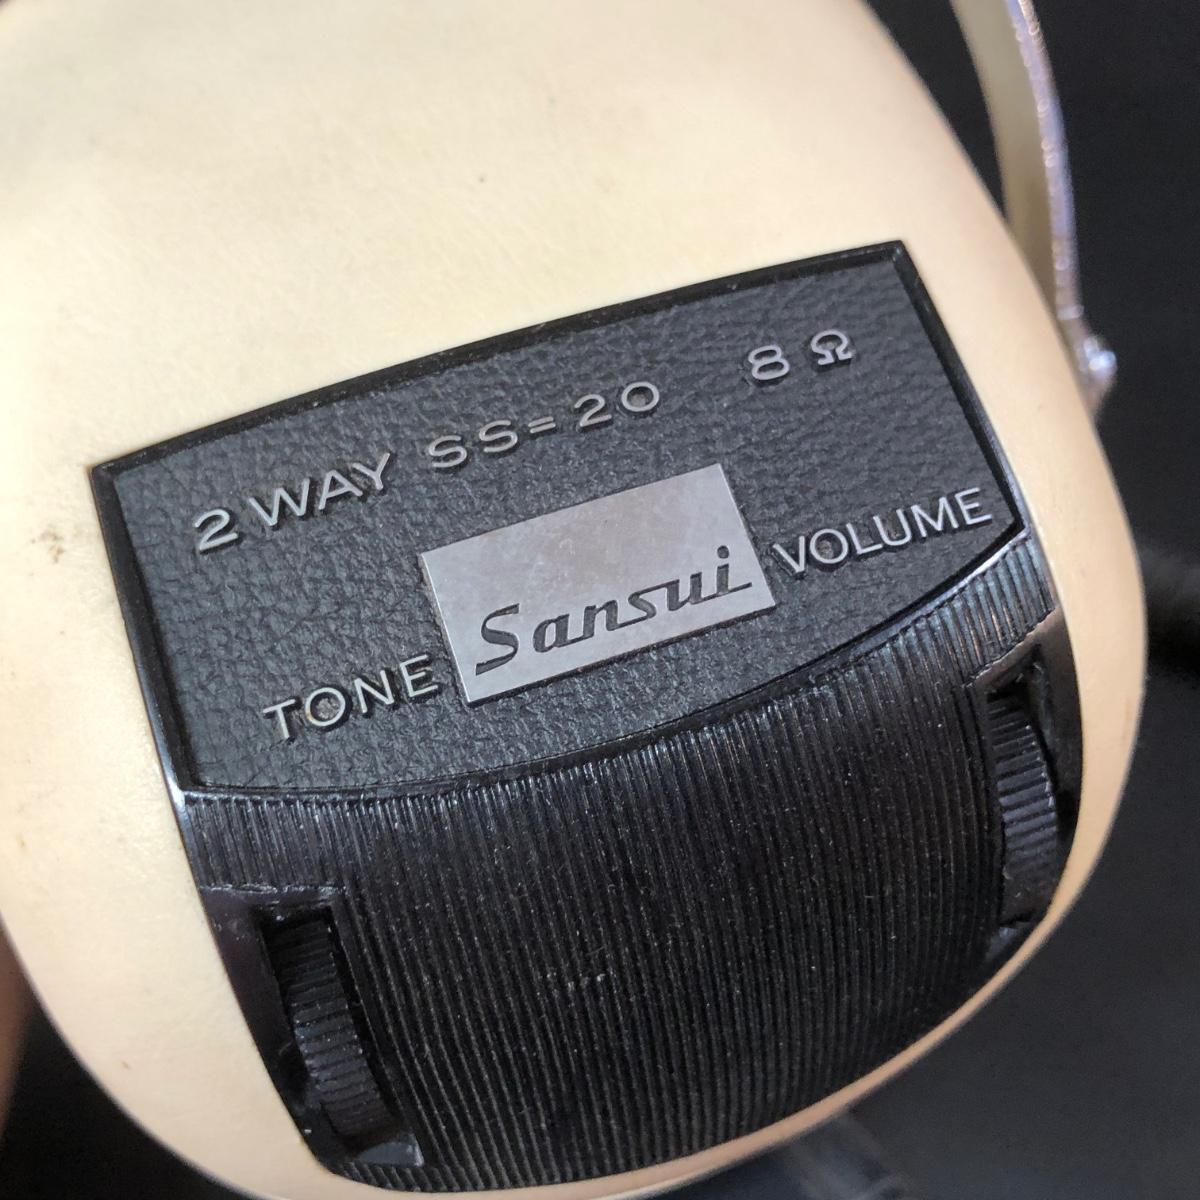 2 WAY SS=20 8 Ω
Sansui
TONE VOLUME